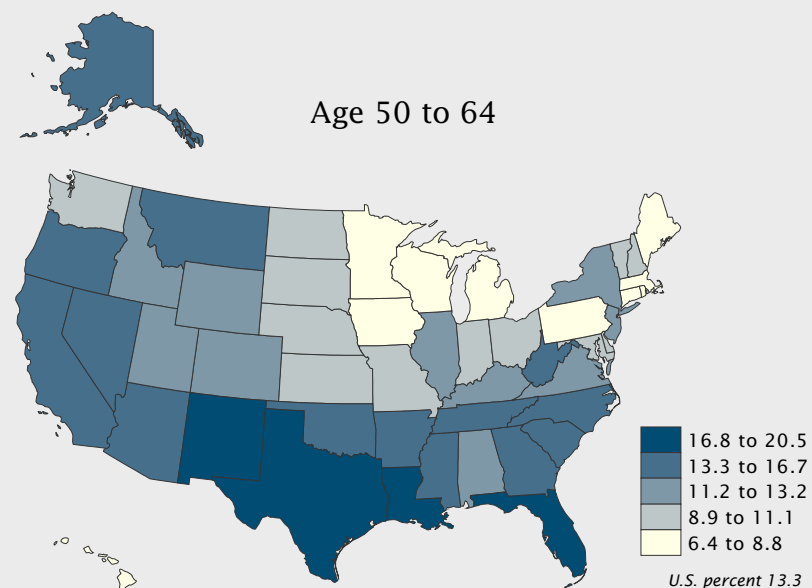 Age 50 to 64
16.8 to 20.5
13.3 to 16.7
11.2 to 13.2
8.9 to 11.1
6.4 to 8.8
U.S. percent 13.3